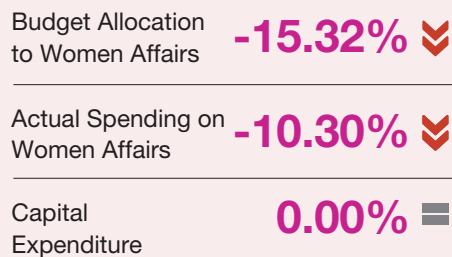 Budget Allocation
to Women Affairs
-15.32%
Actual Spending on
Women Affairs
-10.30%
Capital
Expenditure
0.00%